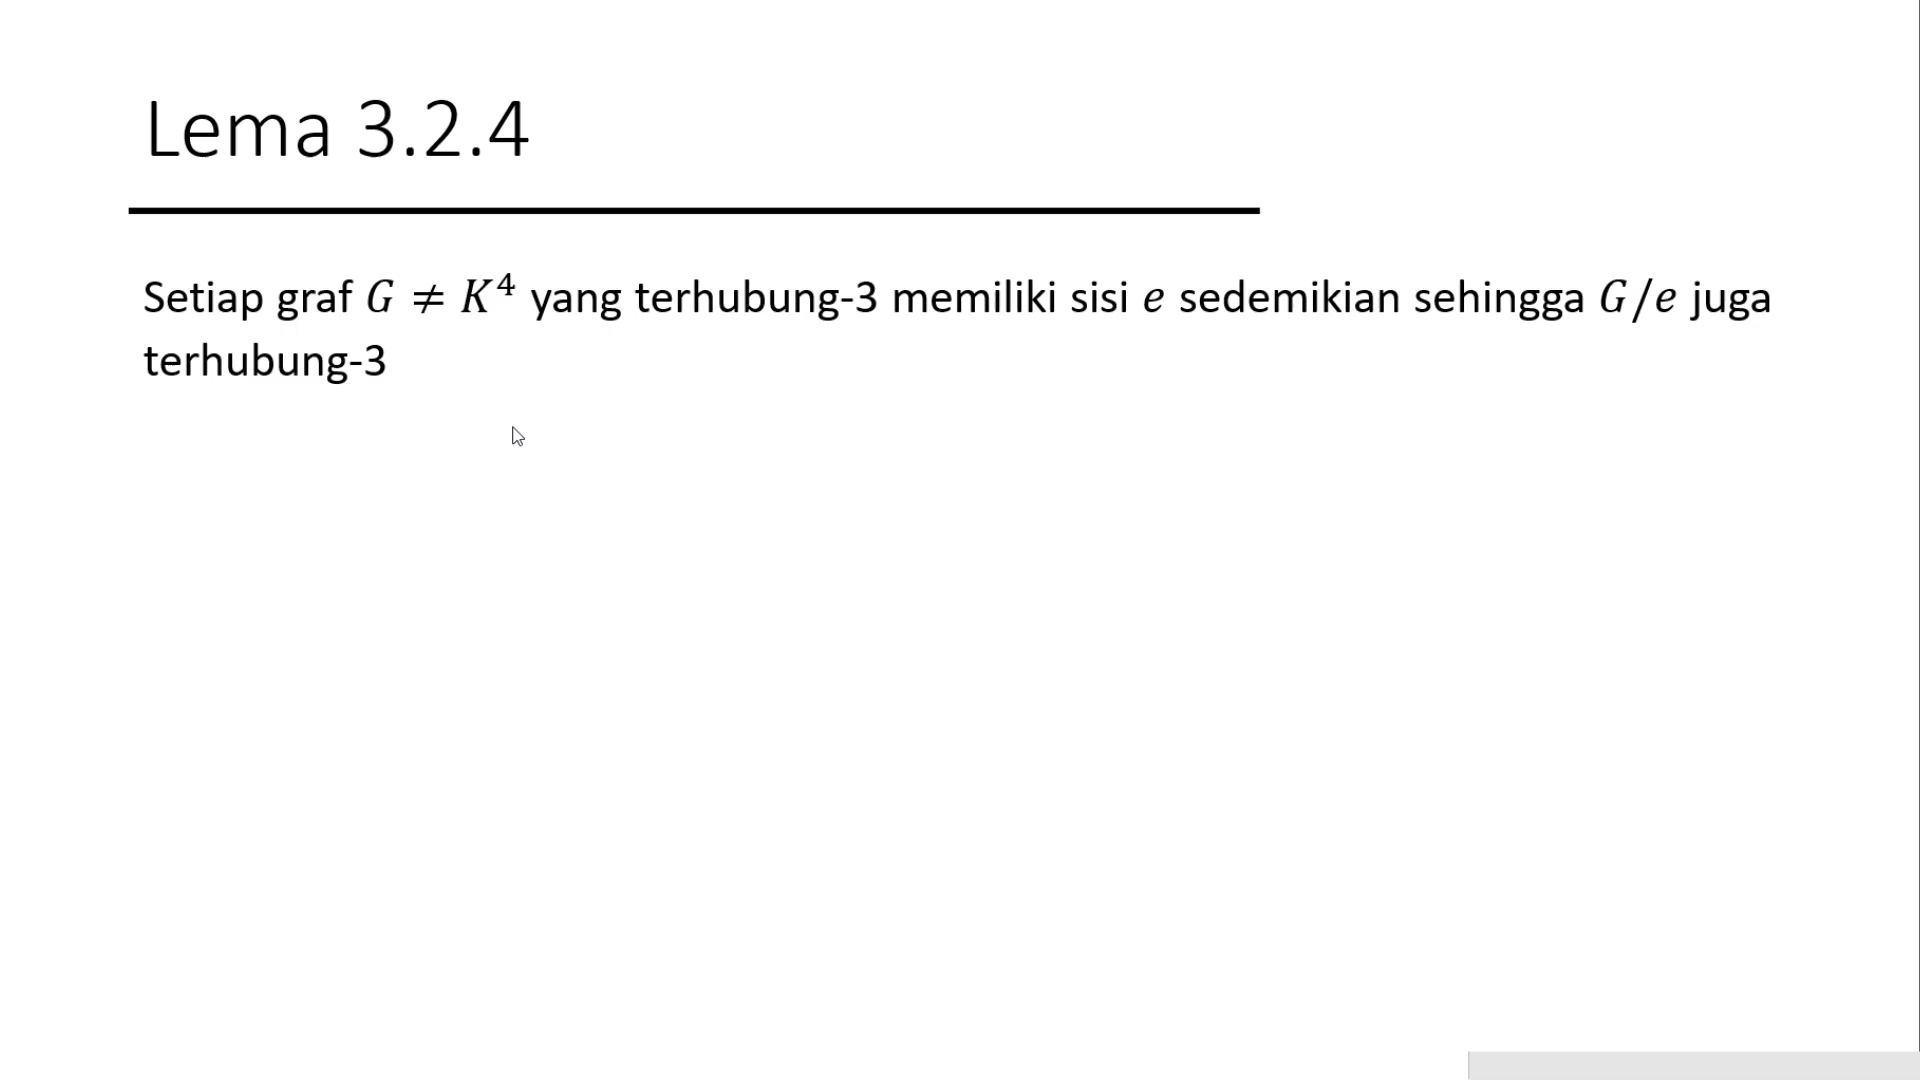 Lema 3.2.4
Setiap graf G ≠ K⁴ yang terhubung-3 memiliki sisi e sedemikian sehingga G/e juga
terhubung-3